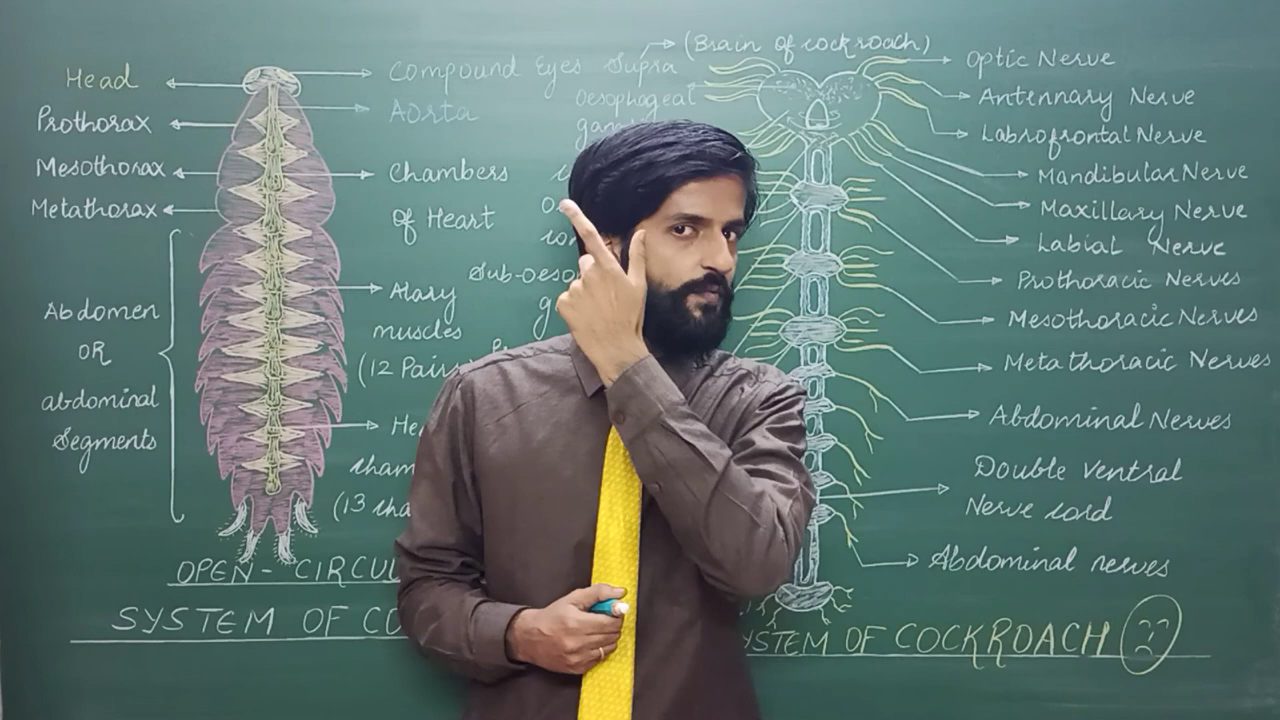 Head
Prothorax
Mesothorax
Metathorax
Abdomen
OR
abdominal
Segments
Compound Eyes
Aorta
Chambers
of Heart
Alary
muscles
(12 Pairs
(13 cha
OPEN - CIRCUL
SYSTEM OF CO
(Brain of cockroach)
Supra
Oesophageal
gang
Sub-oeso
g
Optic Nerve
Antennary Nerve
Labrofrontal Nerve
Mandibular Nerve
Maxillary Nerve
Labial Nerve
Prothoracic Nerves
Mesothoracic Nerves
Metathoracic Nerves
Abdominal Nerves
Double ventral
Nerve cord
Abdominal nerves
YSTEM OF COCKROACH